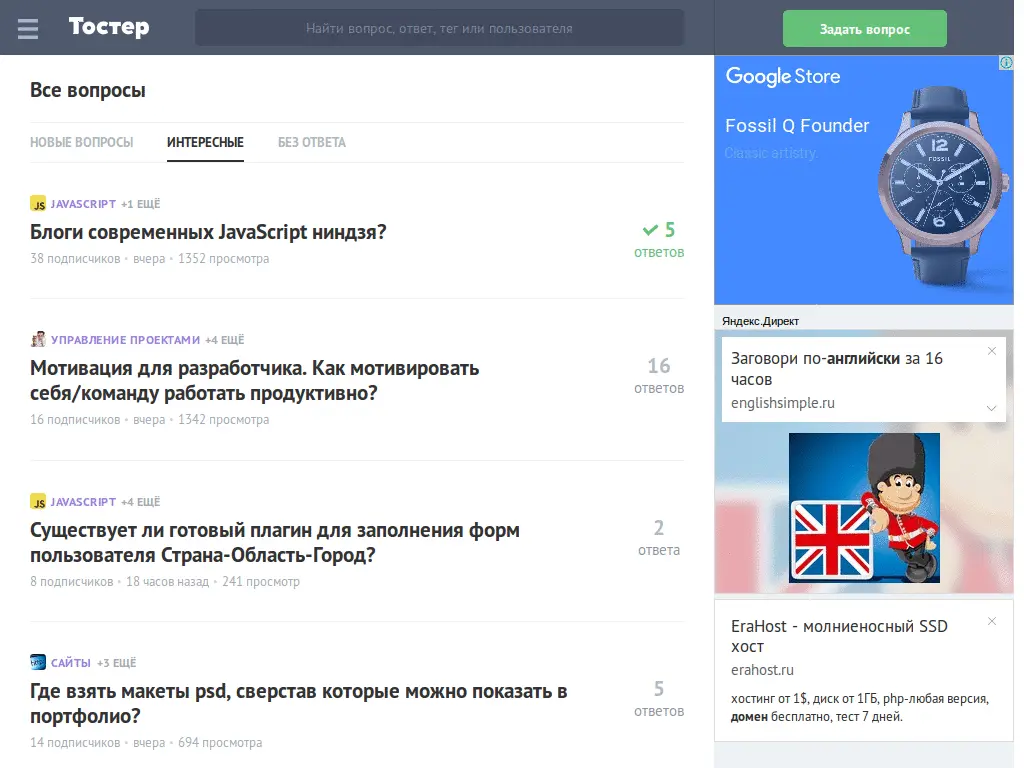 Тостер
Найти вопрос, ответ, тег или пользователя
Задать вопрос
Все вопросы
НОВЫЕ ВОПРОСЫ
ИНТЕРЕСНЫЕ
БЕЗ ОТВЕТА
JS JAVASCRIPT +1 ЕЩЁ
Блоги современных JavaScript ниндзя?
38 подписчиков • вчера • 1352 просмотра
5
ответов
УПРАВЛЕНИЕ ПРОЕКТАМИ +4 ЕЩЁ
Мотивация для разработчика. Как мотивировать
себя/команду работать продуктивно?
16 подписчиков • вчера • 1342 просмотра
16
ответов
JS JAVASCRIPT +4 ЕЩЁ
Существует ли готовый плагин для заполнения форм
пользователя Страна-Область-Город?
8 подписчиков • 18 часов назад • 241 просмотр
2
ответа
САЙТЫ +3 ЕЩЁ
Где взять макеты psd, сверстав которые можно показать в
портфолио?
14 подписчиков • вчера • 694 просмотра
5
ответов
Google Store
Fossil Q Founder
Classic artistry.
12
FOSSIL
6
Яндекс.Директ
Заговори по-английски за 16
часов
englishsimple.ru
EraHost - молниеносный SSD
хост
erahost.ru
хостинг от 1$, диск от 1ГБ, php-любая версия,
домен бесплатно, тест 7 дней.